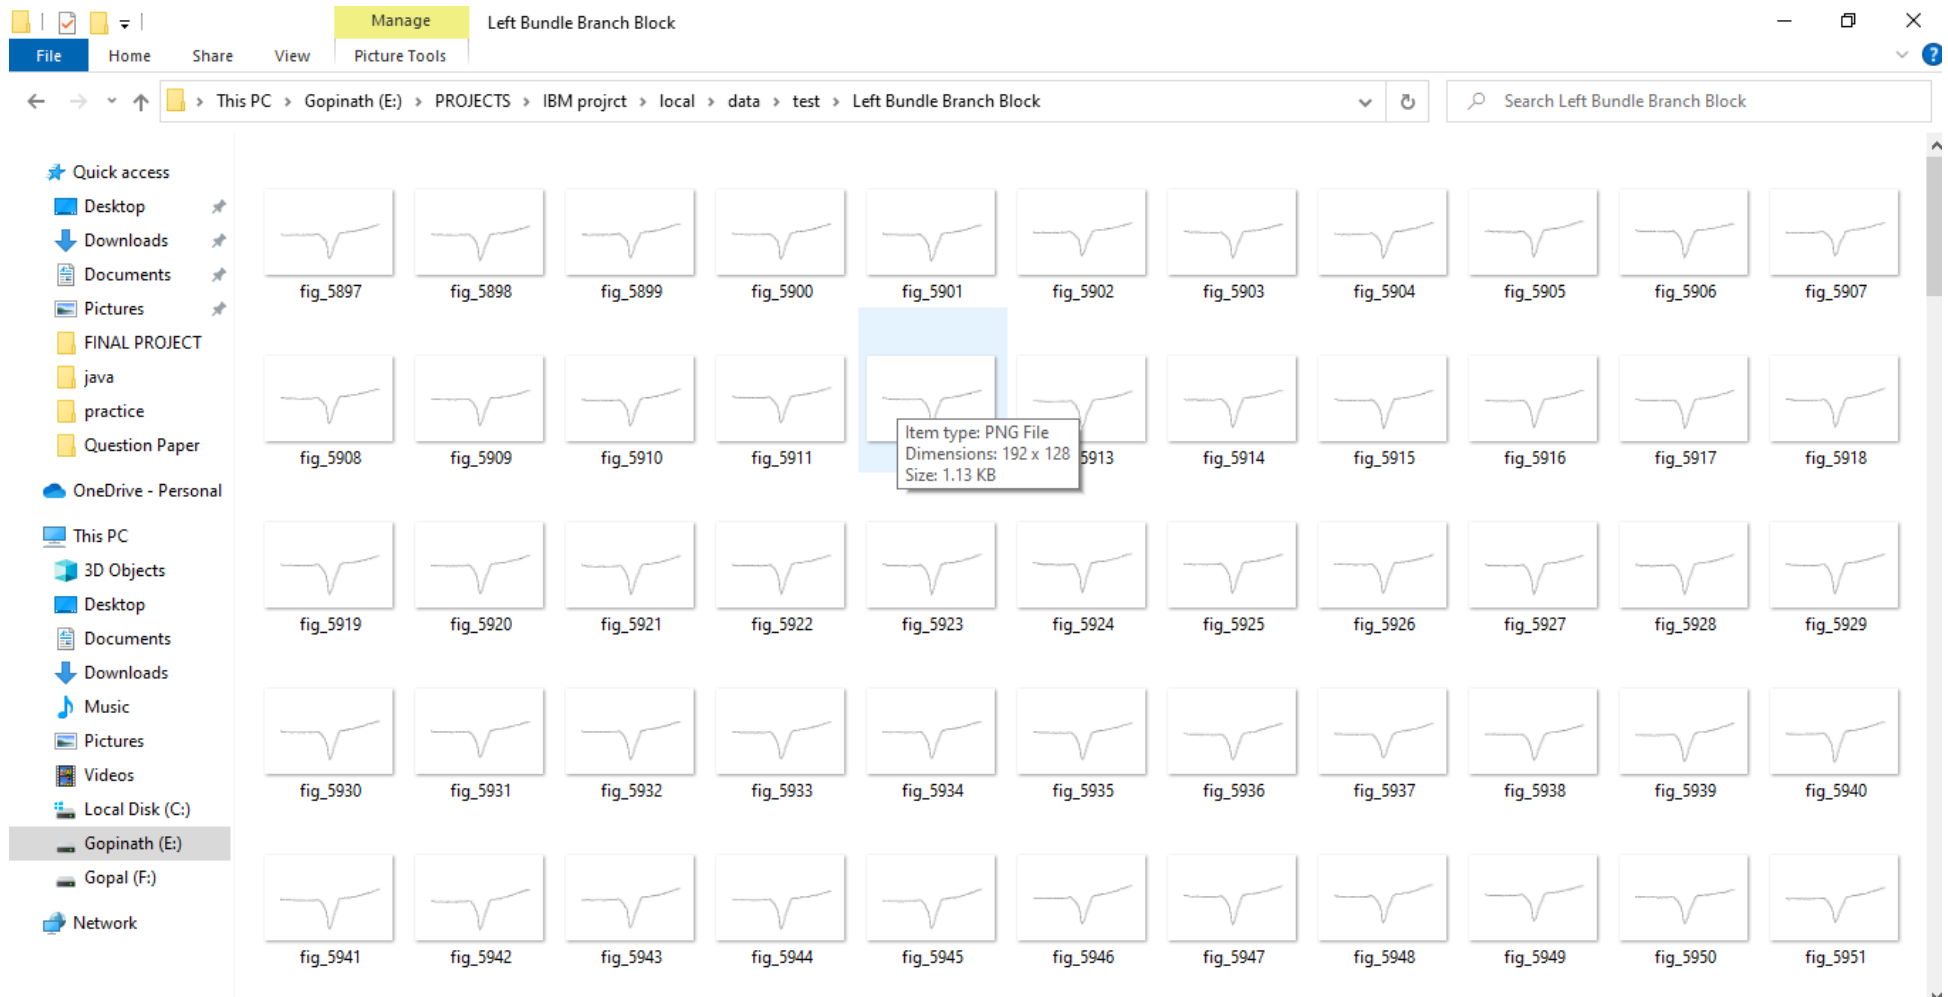 Manage
Left Bundle Branch Block
File Home Share View Picture Tools
This PC > Gopinath (E:) > PROJECTS > IBM projrct > local > data > test > Left Bundle Branch Block
Search Left Bundle Branch Block
Quick access
Desktop
Downloads
Documents
Pictures
FINAL PROJECT
java
practice
Question Paper
OneDrive - Personal
This PC
3D Objects
Desktop
Documents
Downloads
Music
Pictures
Videos
Local Disk (C:)
Gopinath (E:)
Gopal (F:)
Network
fig_5897 fig_5898 fig_5899 fig_5900 fig_5901 fig_5902 fig_5903 fig_5904 fig_5905 fig_5906 fig_5907
fig_5908 fig_5909 fig_5910 fig_5911 5913 fig_5914 fig_5915 fig_5916 fig_5917 fig_5918
Item type: PNG File
Dimensions: 192 x 128
Size: 1.13 KB
fig_5919 fig_5920 fig_5921 fig_5922 fig_5923 fig_5924 fig_5925 fig_5926 fig_5927 fig_5928 fig_5929
fig_5930 fig_5931 fig_5932 fig_5933 fig_5934 fig_5935 fig_5936 fig_5937 fig_5938 fig_5939 fig_5940
fig_5941 fig_5942 fig_5943 fig_5944 fig_5945 fig_5946 fig_5947 fig_5948 fig_5949 fig_5950 fig_5951